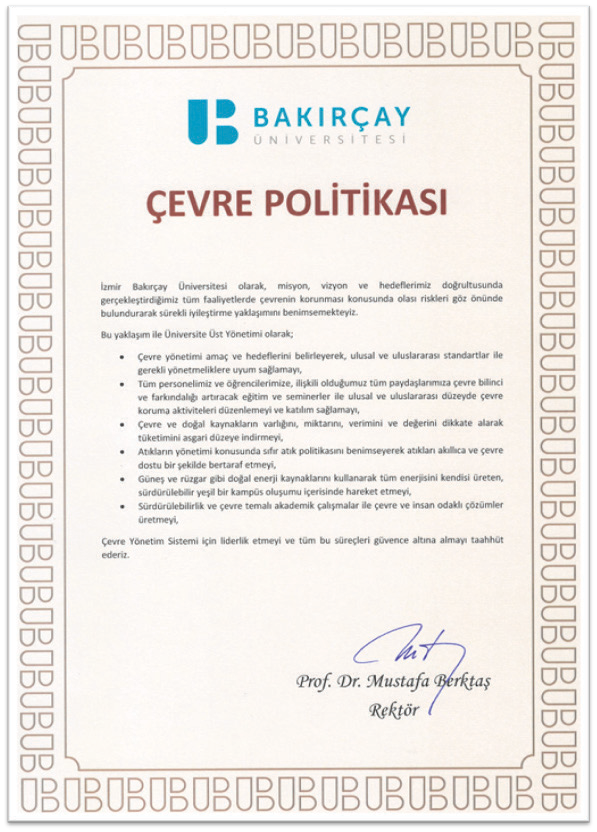 BAKIRÇAY
ÜNİVERSİTESİ
ÇEVRE POLİTİKASI
İzmir Bakırçay Üniversitesi olarak, misyon, vizyon ve hedeflerimiz doğrultusunda
gerçekleştirdiğimiz tüm faaliyetlerde çevrenin korunması konusunda olası riskleri göz önünde
bulundurarak sürekli iyileştirme yaklaşımını benimsemekteyiz.
Bu yaklaşım ile Üniversite Üst Yönetimi olarak;
• Çevre yönetimi amaç ve hedeflerini belirleyerek, ulusal ve uluslararası standartlar ile
gerekli yönetmeliklere uyum sağlamayı,
• Tüm personelimiz ve öğrencilerimize, ilişkili olduğumuz tüm paydaşlarımıza çevre bilinci
ve farkındalığı artıracak eğitim ve seminerler ile ulusal ve uluslararası düzeyde çevre
koruma aktiviteleri düzenlemeyi ve katılım sağlamayı,
• Çevre ve doğal kaynakların varlığını, miktarını, verimini ve değerini dikkate alarak
tüketimini asgari düzeye indirmeyi,
• Atıkların yönetimi konusunda sıfır atık politikasını benimseyerek atıkları akıllıca ve çevre
dostu bir şekilde bertaraf etmeyi,
• Güneş ve rüzgar gibi doğal enerji kaynaklarını kullanarak tüm enerjisini kendisi üreten,
sürdürülebilir yeşil bir kampüs oluşumu içerisinde hareket etmeyi,
• Sürdürülebilirlik ve çevre temalı akademik çalışmalar ile çevre ve insan odaklı çözümler
üretmeyi,
Çevre Yönetim Sistemi için liderlik etmeyi ve tüm bu süreçleri güvence altına almayı taahhüt
ederiz.
Prof. Dr. Mustafa Berktaş
Rektör